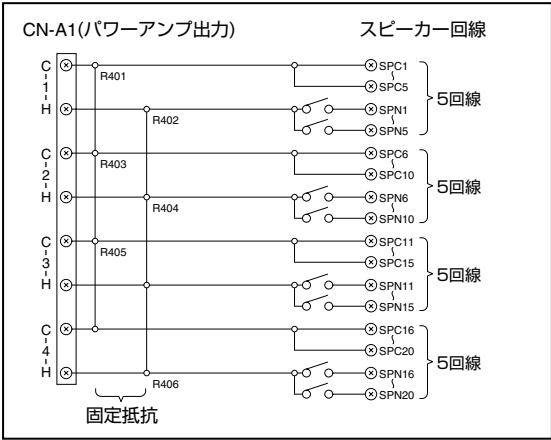 CN-A1(パワーアンプ出力) スピーカー回線
C-1-H
R401
SPC1
〜
SPC5
R402
SPN1
〜
SPN5
5回線
C-2-H
R403
SPC6
〜
SPC10
R404
SPN6
〜
SPN10
5回線
C-3-H
R405
SPC11
〜
SPC15
SPN11
〜
SPN15
5回線
C-4-H
SPC16
〜
SPC20
R406
SPN16
〜
SPN20
5回線
固定抵抗